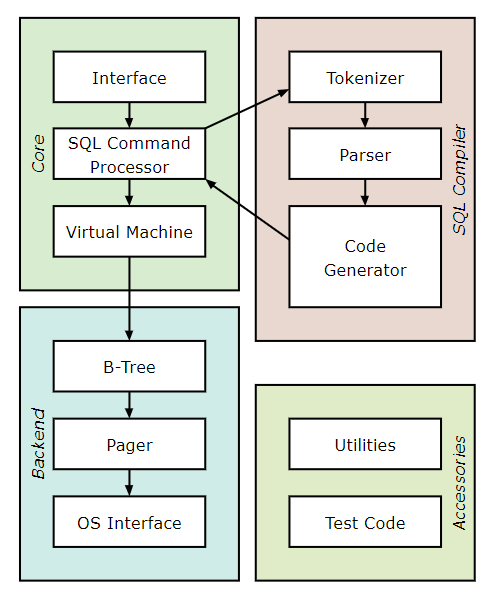 Core
Interface
SQL Command
Processor
Virtual Machine
SQL Compiler
Tokenizer
Parser
Code
Generator
Backend
B-Tree
Pager
OS Interface
Accessories
Utilities
Test Code